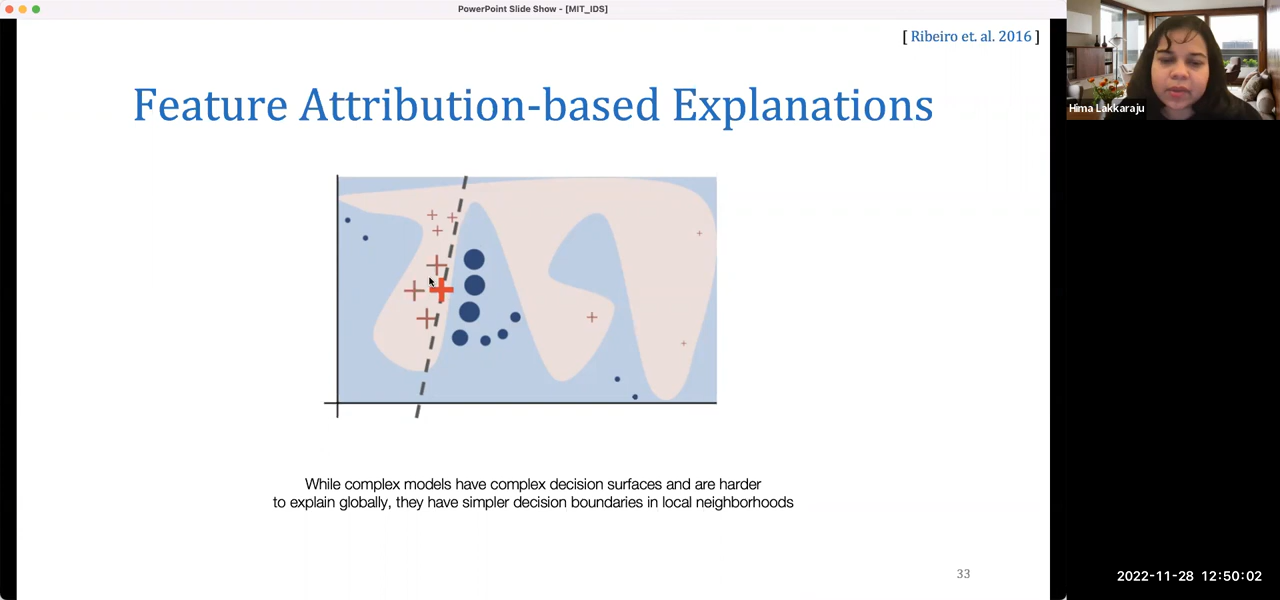 PowerPoint Slide Show - [MIT_IDS]
[ Ribeiro et. al. 2016 ]
Feature Attribution-based Explanations
Hima Lakkaraju
While complex models have complex decision surfaces and are harder
to explain globally, they have simpler decision boundaries in local neighborhoods
33
2022-11-28 12:50:02